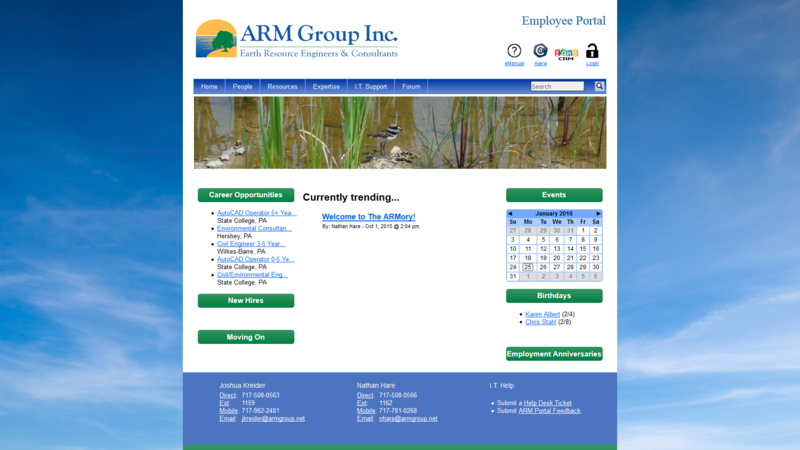 ARM Group Inc.
Earth Resource Engineers & Consultants
Employee Portal
eManual
Ajera
ZOHO
CRM
Login
Home People Resources Expertise I.T. Support Forum
Search
Career Opportunities
AutoCAD Operator 5+ Yea...
State College, PA
Environmental Consultan...
Hershey, PA
Civil Engineer 3-5 Year...
Wilkes-Barre, PA
AutoCAD Operator 0-5 Ye...
State College, PA
Civil/Environmental Eng...
State College, PA
New Hires
Moving On
Currently trending...
Welcome to The ARMory!
By: Nathan Hare - Oct 1, 2015 @ 2:04 pm
Events
January 2016
Su Mo Tu We Th Fr Sa
27 28 29 30 31 1 2
3 4 5 6 7 8 9
10 11 12 13 14 15 16
17 18 19 20 21 22 23
24 25 26 27 28 29 30
31 1 2 3 4 5 6
Birthdays
Karen Albert (2/4)
Chris Stahl (2/8)
Employment Anniversaries
Joshua Kreider
Direct: 717-508-0563
Ext: 1159
Mobile: 717-982-2481
Email: jkreider@armgroup.net
Nathan Hare
Direct: 717-508-0566
Ext: 1162
Mobile: 717-781-0268
Email: nhare@armgroup.net
I.T. Help
Submit a Help Desk Ticket
Submit ARM Portal Feedback